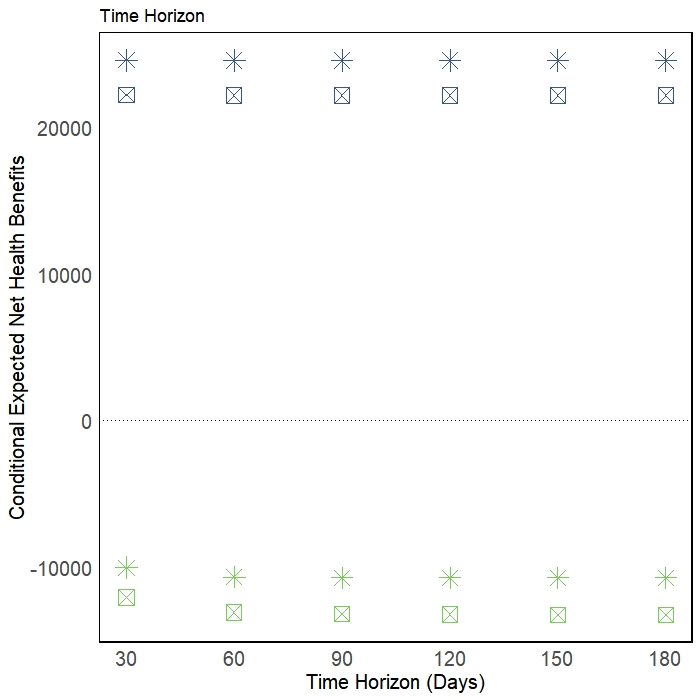 Time Horizon
Conditional Expected Net Health Benefits
20000
10000
0
-10000
30 60 90 120 150 180
Time Horizon (Days)